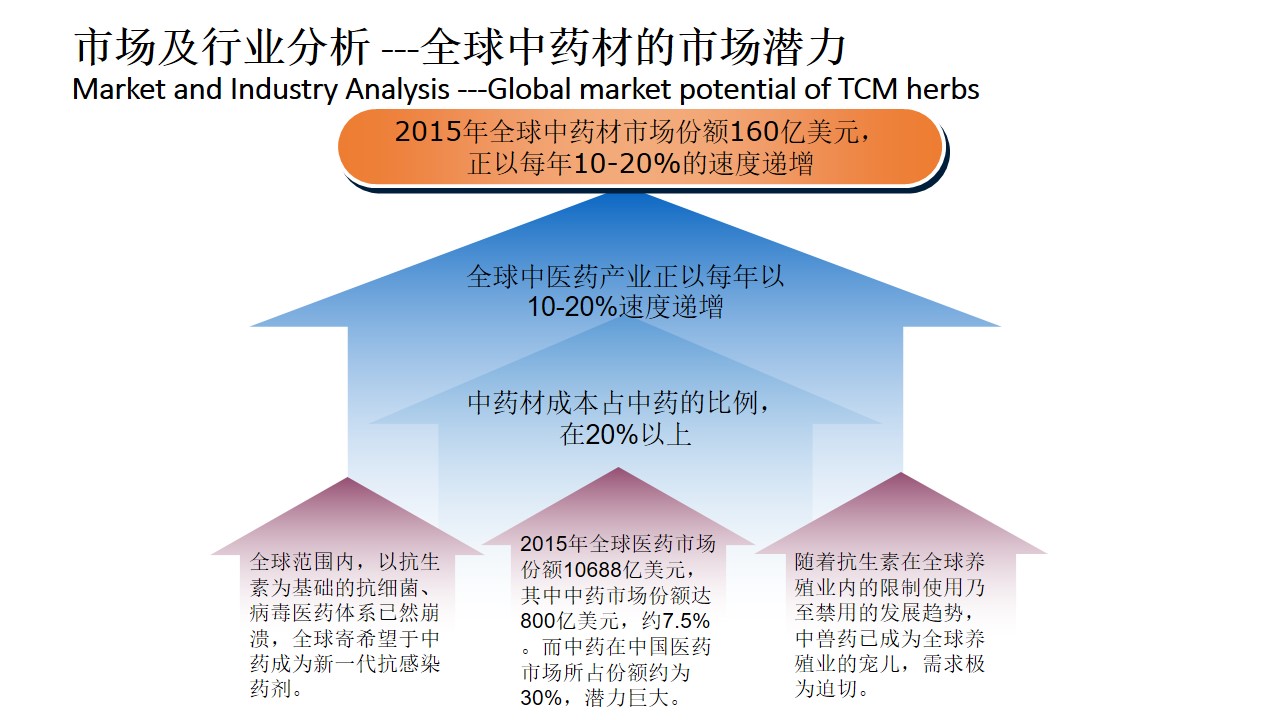 市场及行业分析 ---全球中药材的市场潜力
Market and Industry Analysis ---Global market potential of TCM herbs
2015年全球中药材市场份额160亿美元，
正以每年10-20%的速度递增
全球中医药产业正以每年以
10-20%速度递增
中药材成本占中药的比例，
在20%以上
全球范围内，以抗生
素为基础的抗细菌、
病毒医药体系已然崩
溃，全球寄希望于中
药成为新一代抗感染
药剂。
2015年全球医药市场
份额10688亿美元，
其中中药市场份额达
800亿美元，约7.5%
。而中药在中国医药
市场所占份额约为
30%，潜力巨大。
随着抗生素在全球养
殖业内的限制使用乃
至禁用的发展趋势，
中兽药已成为全球养
殖业的宠儿，需求极
为迫切。